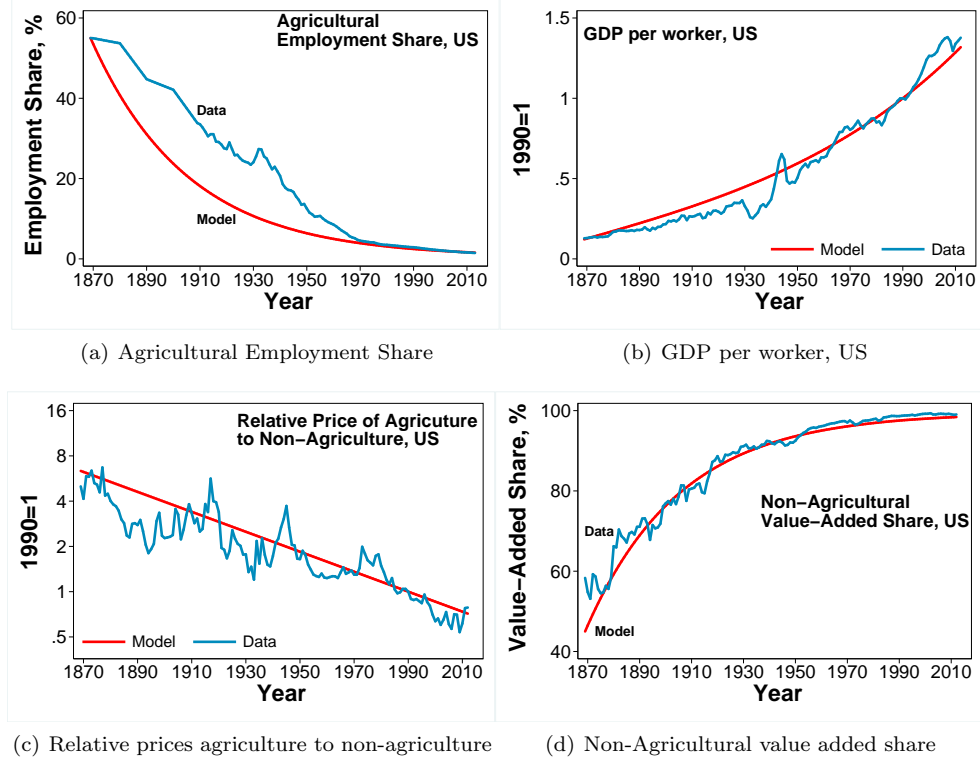 Agricultural
Employment Share, US
Employment Share, %
60
40
20
0
Data
Model
1870 1890 1910 1930 1950 1970 1990 2010
Year
(a) Agricultural Employment Share
GDP per worker, US
1990=1
1.5
1
.5
0
Model Data
1870 1890 1910 1930 1950 1970 1990 2010
Year
(b) GDP per worker, US
Relative Price of Agricuture
to Non−Agriculture, US
1990=1
16
8
4
2
1
.5
Model Data
1870 1890 1910 1930 1950 1970 1990 2010
Year
(c) Relative prices agriculture to non-agriculture
Value−Added Share, %
100
80
60
40
Non−Agricultural
Value−Added Share, US
Data
Model
1870 1890 1910 1930 1950 1970 1990 2010
Year
(d) Non-Agricultural value added share